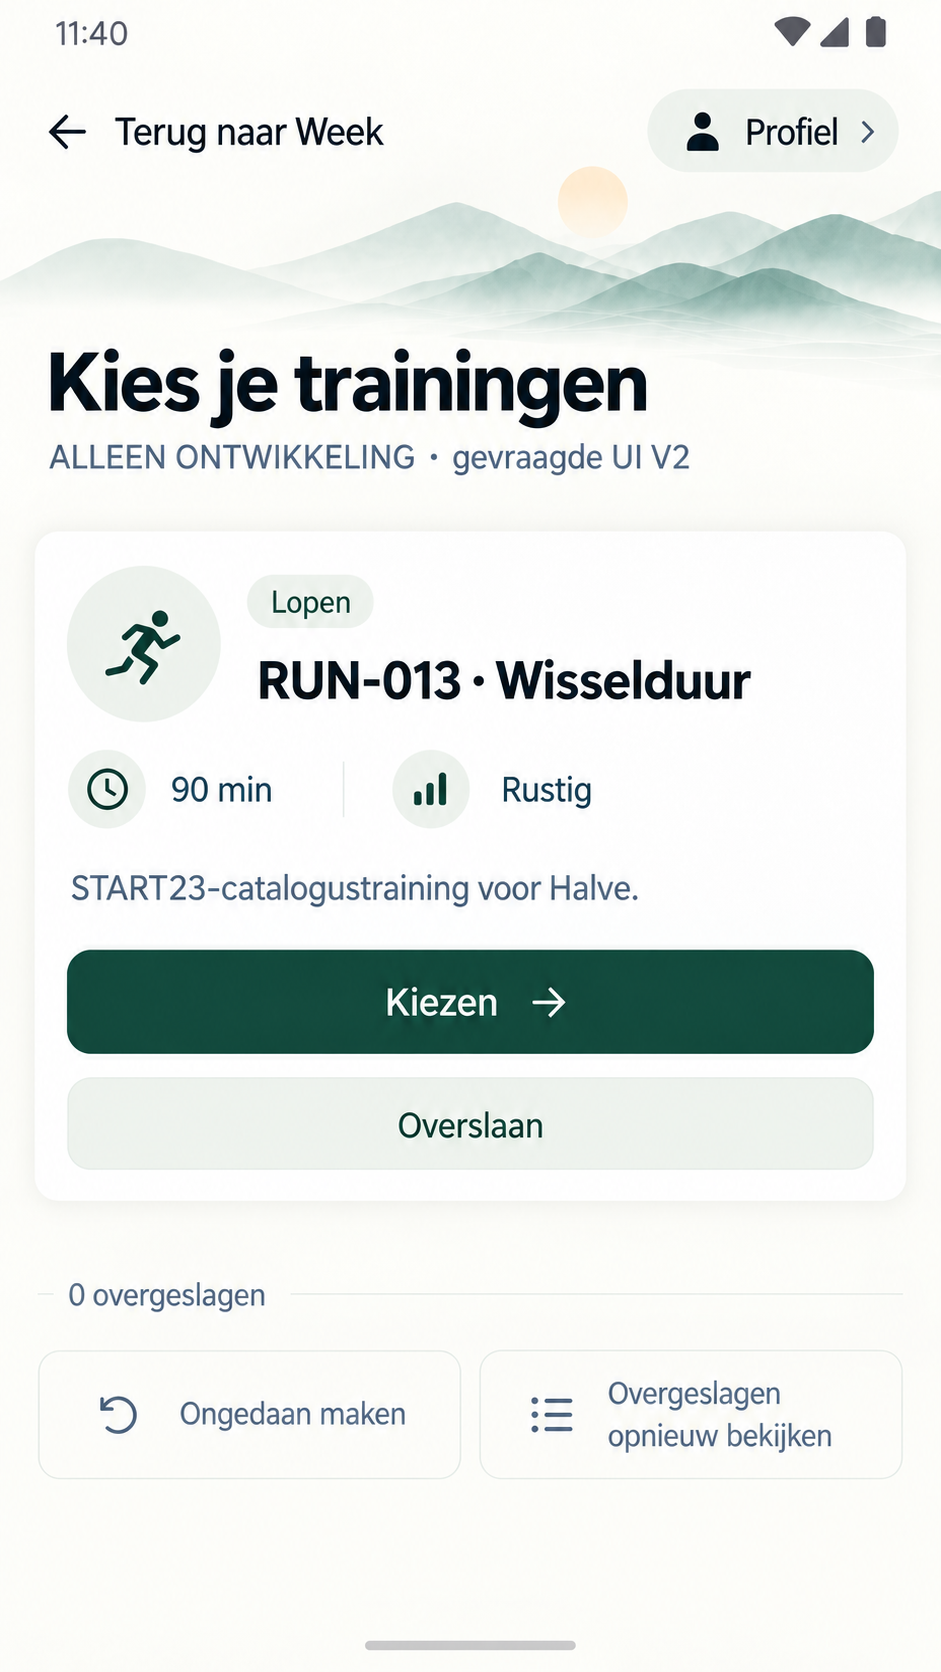 11:40
Terug naar Week
Profiel
Kies je trainingen
ALLEEN ONTWIKKELING • gevraagde UI V2
Lopen
RUN-013 · Wisselduur
90 min
Rustig
START23-catalogustraining voor Halve.
Kiezen
Overslaan
0 overgeslagen
Ongedaan maken
Overgeslagen
opnieuw bekijken